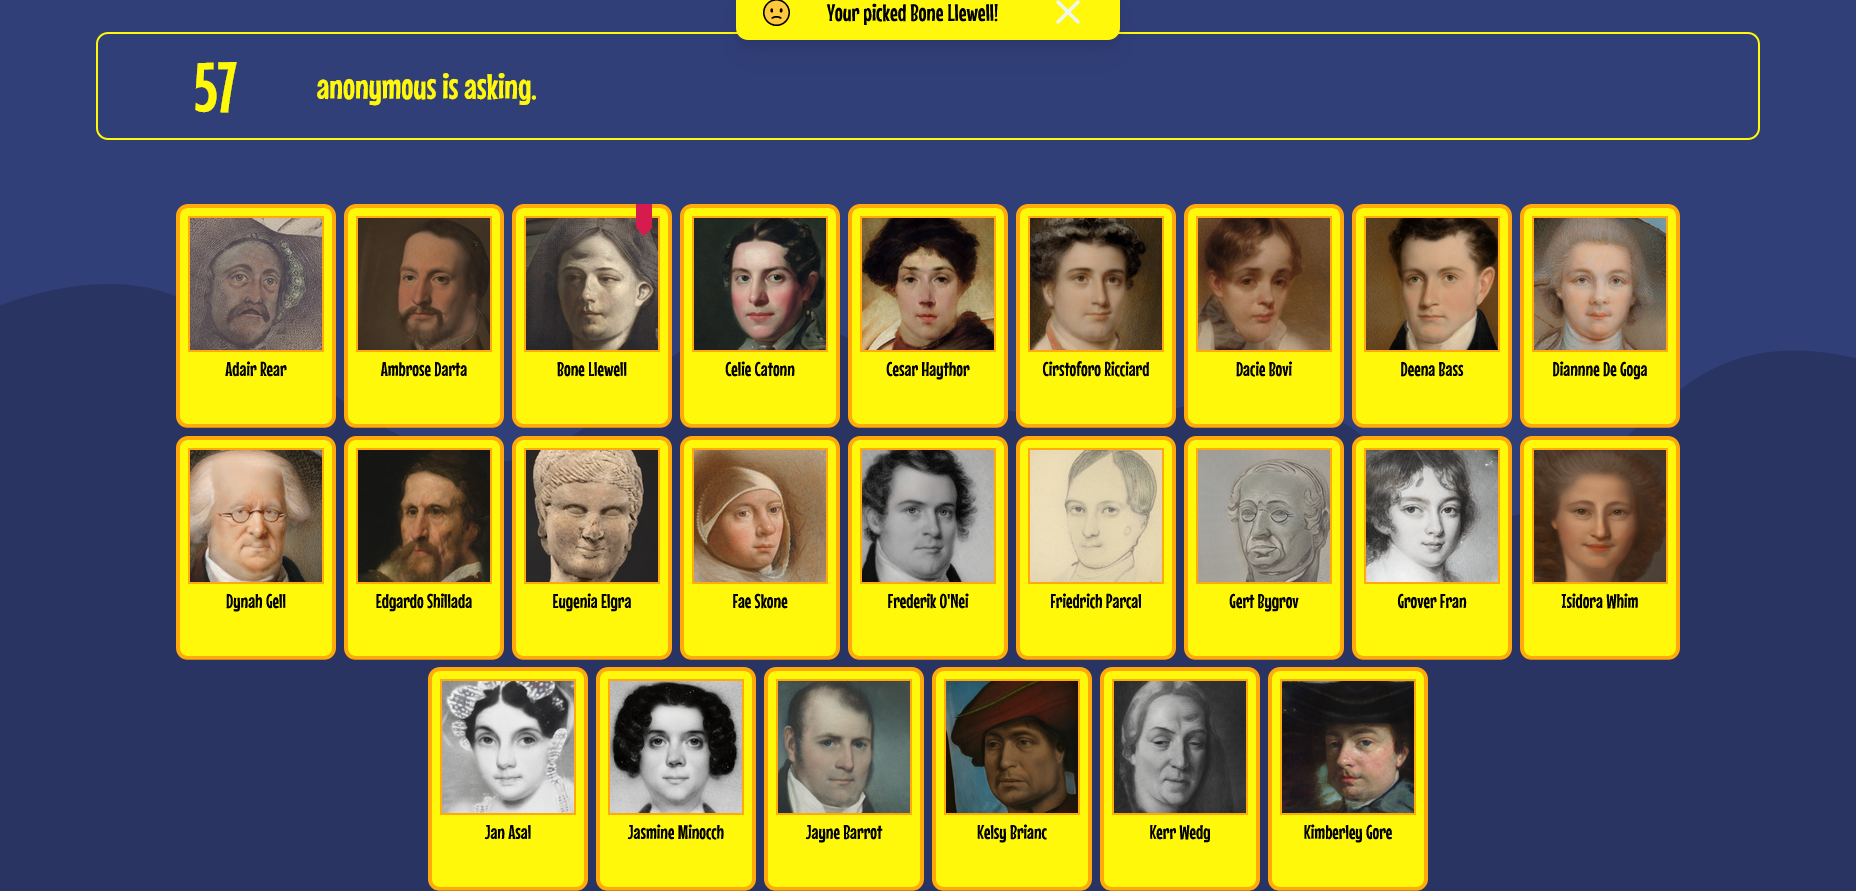 Your picked Bone Llewell!
57
anonymous is asking.
Adair Rear
Ambrose Darta
Bone Llewell
Celie Catonn
Cesar Haythor
Cirstoforo Ricciard
Dacie Bovi
Deena Bass
Diannne De Goga
Dynah Gell
Edgardo Shillada
Eugenia Elgra
Fae Skone
Frederik O'Nei
Friedrich Parcal
Gert Bygrov
Grover Fran
Isidora Whim
Jan Asal
Jasmine Minocch
Jayne Barrot
Kelsy Brianc
Kerr Wedg
Kimberley Gore